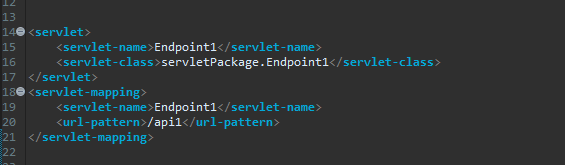 12
13
14 <servlet>
15 <servlet-name>Endpoint1</servlet-name>
16 <servlet-class>servletPackage.Endpoint1</servlet-class>
17 </servlet>
18 <servlet-mapping>
19 <servlet-name>Endpoint1</servlet-name>
20 <url-pattern>/api1</url-pattern>
21 </servlet-mapping>
22